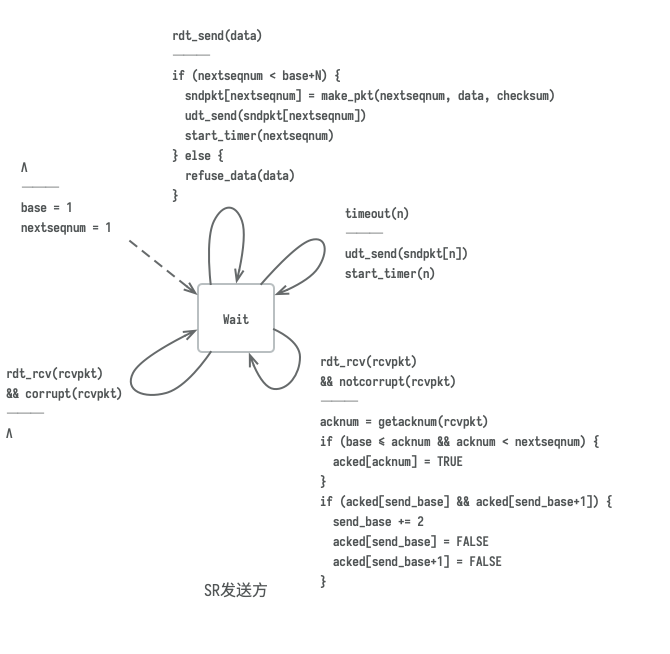 rdt_send(data)
if (nextseqnum < base+N) {
sndpkt[nextseqnum] = make_pkt(nextseqnum, data, checksum)
udt_send(sndpkt[nextseqnum])
start_timer(nextseqnum)
} else {
refuse_data(data)
}
Λ
base = 1
nextseqnum = 1
timeout(n)
udt_send(sndpkt[n])
start_timer(n)
Wait
rdt_rcv(rcvpkt)
&& corrupt(rcvpkt)
Λ
rdt_rcv(rcvpkt)
&& notcorrupt(rcvpkt)
acknum = getacknum(rcvpkt)
if (base ≤ acknum && acknum < nextseqnum) {
acked[acknum] = TRUE
}
if (acked[send_base] && acked[send_base+1]) {
send_base += 2
acked[send_base] = FALSE
acked[send_base+1] = FALSE
}
SR发送方